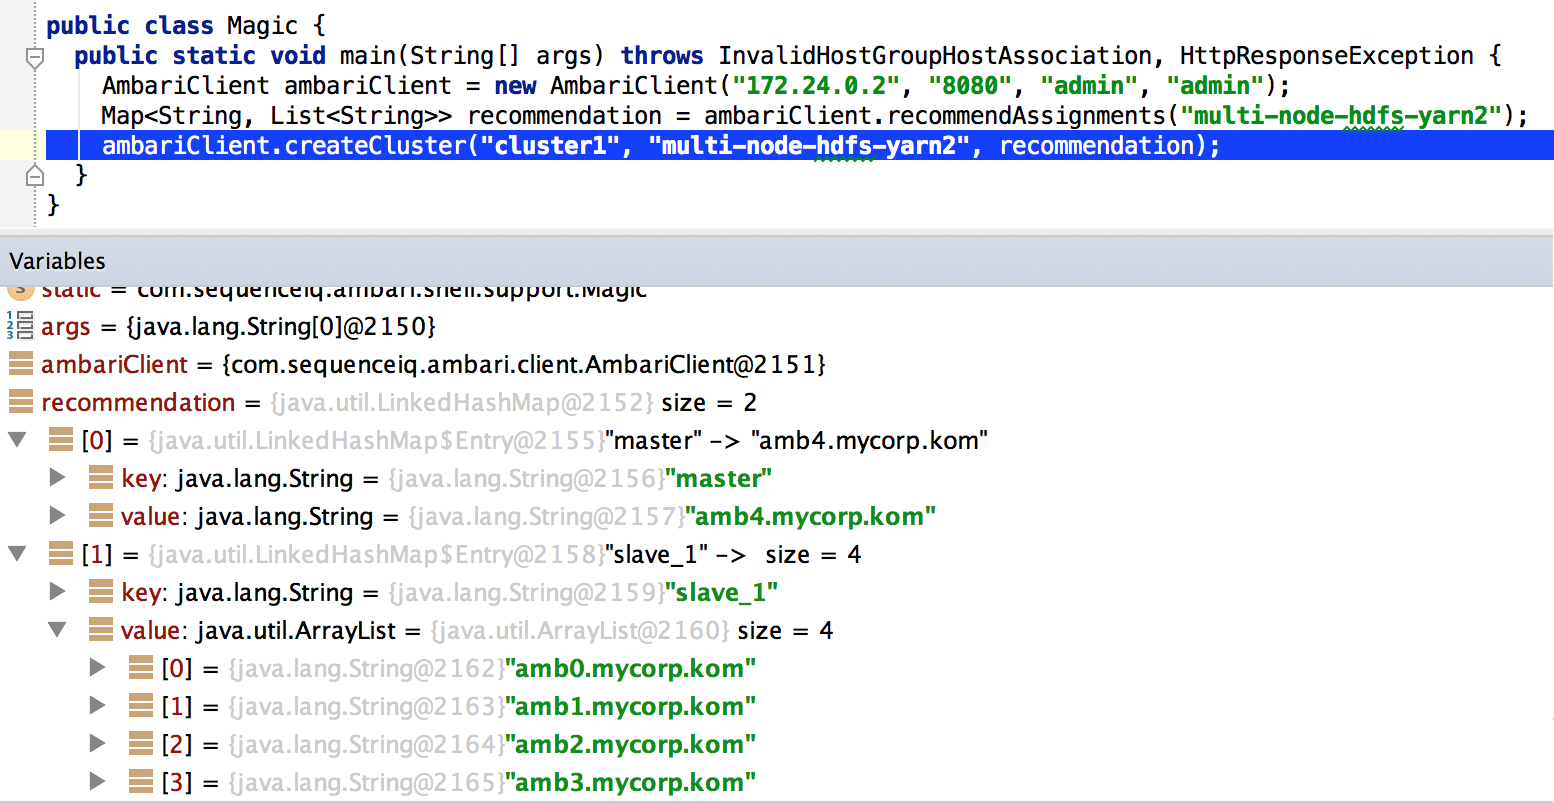 public class Magic {
public static void main(String[] args) throws InvalidHostGroupHostAssociation, HttpResponseException {
AmbariClient ambariClient = new AmbariClient("172.24.0.2", "8080", "admin", "admin");
Map<String, List<String>> recommendation = ambariClient.recommendAssignments("multi-node-hdfs-yarn2");
ambariClient.createCluster("cluster1", "multi-node-hdfs-yarn2", recommendation);
}
}
Variables
static = com.sequenceiq.ambari.shell.support.Magic
args = {java.lang.String[0]@2150}
ambariClient = {com.sequenceiq.ambari.client.AmbariClient@2151}
recommendation = {java.util.LinkedHashMap@2152} size = 2
[0] = {java.util.LinkedHashMap$Entry@2155}"master" -> "amb4.mycorp.kom"
key: java.lang.String = {java.lang.String@2156}"master"
value: java.lang.String = {java.lang.String@2157}"amb4.mycorp.kom"
[1] = {java.util.LinkedHashMap$Entry@2158}"slave_1" -> size = 4
key: java.lang.String = {java.lang.String@2159}"slave_1"
value: java.util.ArrayList = {java.util.ArrayList@2160} size = 4
[0] = {java.lang.String@2162}"amb0.mycorp.kom"
[1] = {java.lang.String@2163}"amb1.mycorp.kom"
[2] = {java.lang.String@2164}"amb2.mycorp.kom"
[3] = {java.lang.String@2165}"amb3.mycorp.kom"